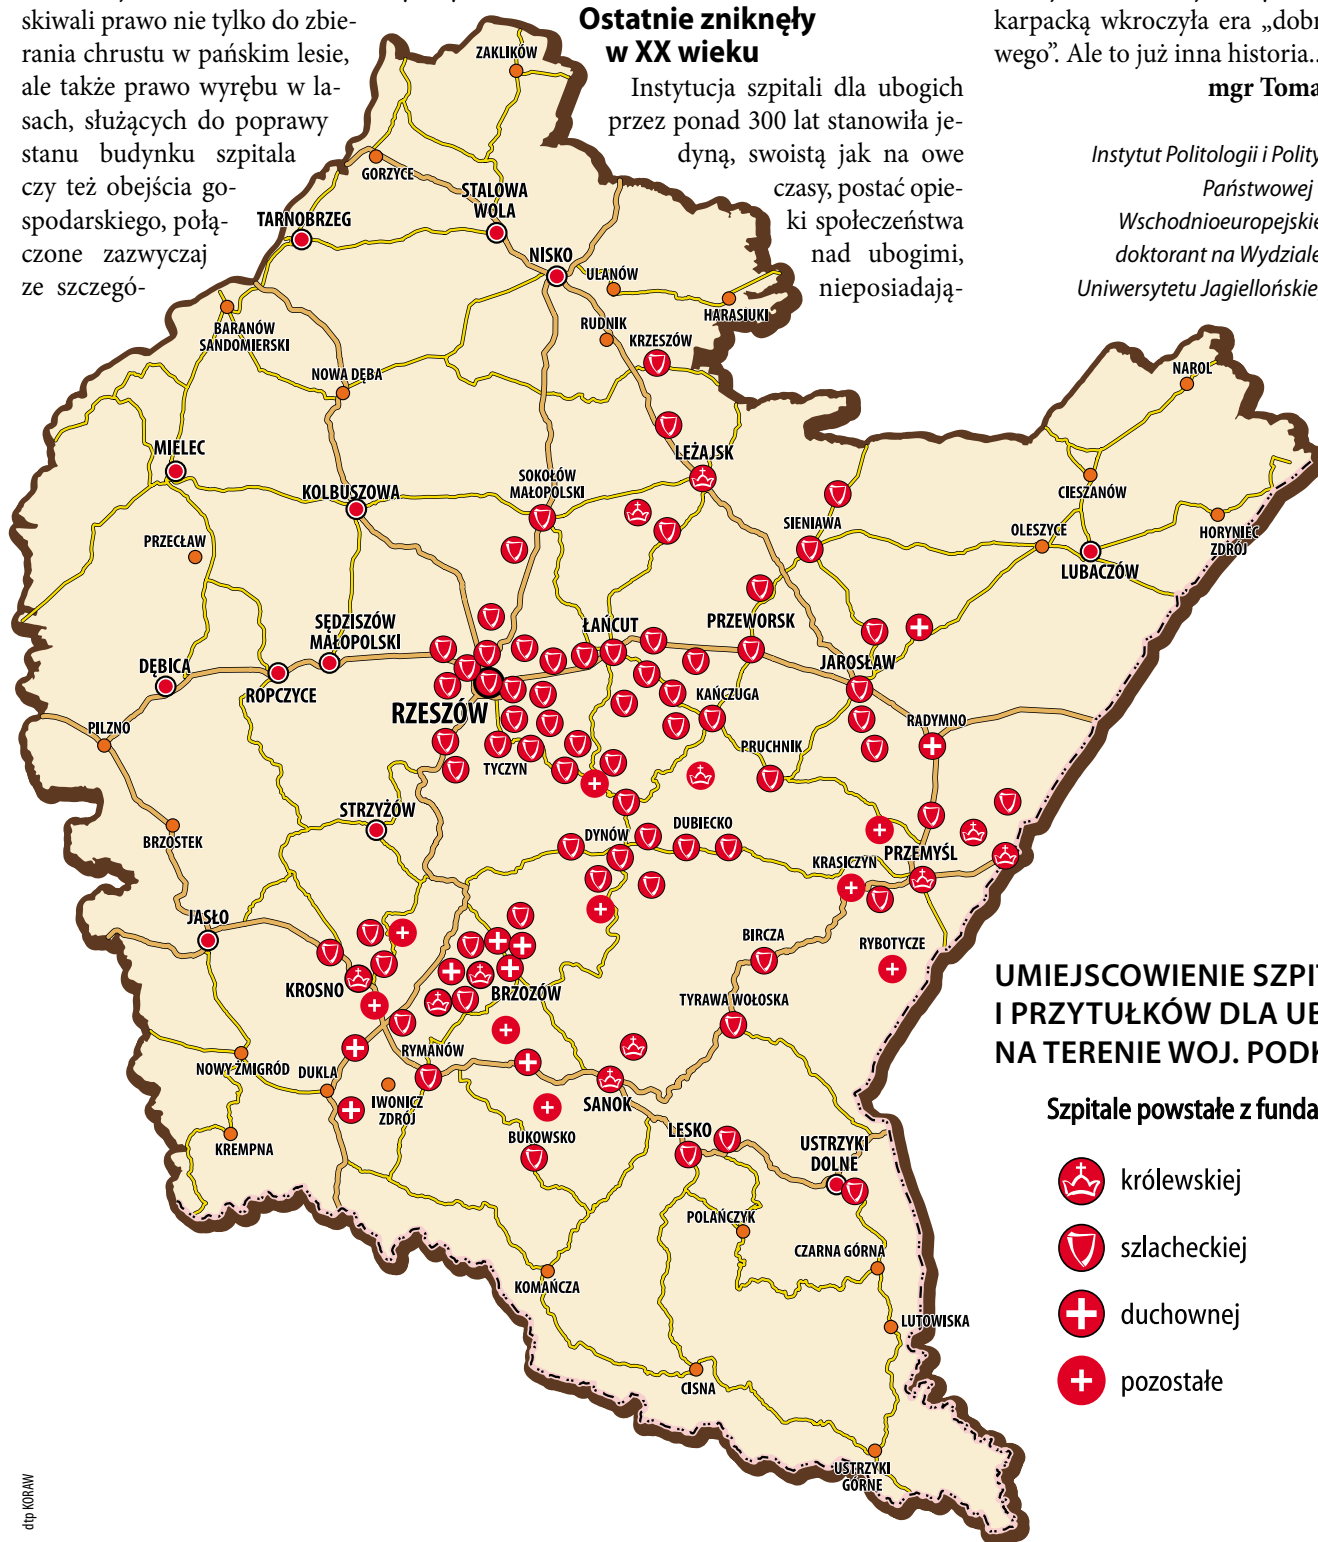 skiwali prawo nie tylko do zbie-
rania chrustu w pańskim lesie,
ale także prawo wyrębu w la-
sach, służących do poprawy
stanu budynku szpitala
czy też obejścia go-
spodarskiego, połą-
czone zazwyczaj
ze szczegó-
Ostatnie zniknęły
w XX wieku
Instytucja szpitali dla ubogich
przez ponad 300 lat stanowiła je-
dyną, swoistą jak na owe
czasy, postać opie-
ki społeczeństwa
nad ubogimi,
nieposiadają-
karpacką wkroczyła era „dobr
wego”. Ale to już inna historia..
mgr Toma
Instytut Politologii i Polity
Państwowej
Wschodnioeuropejskie
doktorant na Wydziale
Uniwersytetu Jagiellońskie
ZAKLIKÓW
GORZYCE
STALOWA
WOLA
TARNOBRZEG
NISKO
ULANÓW
HARASIUKI
BARANÓW
SANDOMIERSKI
RUDNIK
KRZESZÓW
NOWA DĘBA
NAROL
MIELEC
LEŻAJSK
KOLBUSZOWA
SOKOŁÓW
MAŁOPOLSKI
CIESZANÓW
SIENIAWA
OLESZYCE
HORYNIEC
ZDRÓJ
PRZECŁAW
LUBACZÓW
SĘDZISZÓW
MAŁOPOLSKI
ŁAŃCUT
PRZEWORSK
DĘBICA
ROPCZYCE
JAROSŁAW
RZESZÓW
KAŃCZUGA
RADYMNO
PILZNO
TYCZYN
PRUCHNIK
STRZYŻÓW
BRZOSTEK
DYNÓW
DUBIECKO
KRASICZYN
PRZEMYŚL
JASŁO
BIRCZA
RYBOTYCZE
KROSNO
BRZOZÓW
TYRAWA WOŁOSKA
RYMANÓW
NOWY ŻMIGRÓD
DUKLA
IWONICZ
ZDRÓJ
SANOK
KREMPNA
BUKOWSKO
LESKO
USTRZYKI
DOLNE
POLAŃCZYK
CZARNA GÓRNA
KOMAŃCZA
LUTOWISKA
CISNA
USTRZYKI
GÓRNE
UMIEJSCOWIENIE SZPIT
I PRZYTUŁKÓW DLA UB
NA TERENIE WOJ. PODK
Szpitale powstałe z funda
królewskiej
szlacheckiej
duchownej
pozostałe
dtp KORAW